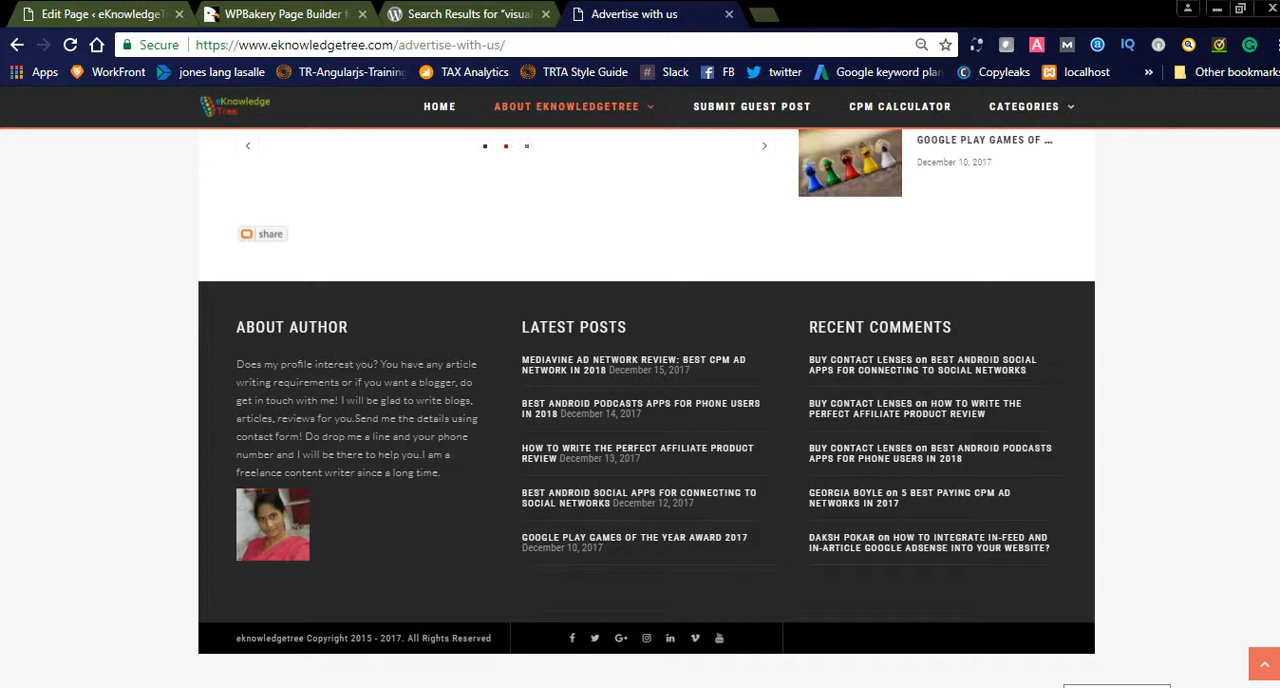 Edit Page ‹ eKnowledgeT
WPBakery Page Builder f
Search Results for "visual
Advertise with us
Secure
https://www.eknowledgetree.com/advertise-with-us/
Apps
WorkFront
jones lang lasalle
TR-Angularjs-Training
TAX Analytics
TRTA Style Guide
Slack
FB
twitter
Google keyword plan
Copyleaks
localhost
»
Other bookmarks
eKnowledge
Tree
HOME
ABOUT EKNOWLEDGETREE
SUBMIT GUEST POST
CPM CALCULATOR
CATEGORIES
GOOGLE PLAY GAMES OF ...
December 10, 2017
share
ABOUT AUTHOR
Does my profile interest you? You have any article
writing requirements or if you want a blogger, do
get in touch with me! I will be glad to write blogs,
articles, reviews for you.Send me the details using
contact form! Do drop me a line and your phone
number and I will be there to help you.I am a
freelance content writer since a long time.
LATEST POSTS
MEDIAVINE AD NETWORK REVIEW: BEST CPM AD
NETWORK IN 2018 December 15, 2017
BEST ANDROID PODCASTS APPS FOR PHONE USERS
IN 2018 December 14, 2017
HOW TO WRITE THE PERFECT AFFILIATE PRODUCT
REVIEW December 13, 2017
BEST ANDROID SOCIAL APPS FOR CONNECTING TO
SOCIAL NETWORKS December 12, 2017
GOOGLE PLAY GAMES OF THE YEAR AWARD 2017
December 10, 2017
RECENT COMMENTS
BUY CONTACT LENSES on BEST ANDROID SOCIAL
APPS FOR CONNECTING TO SOCIAL NETWORKS
BUY CONTACT LENSES on HOW TO WRITE THE
PERFECT AFFILIATE PRODUCT REVIEW
BUY CONTACT LENSES on BEST ANDROID PODCASTS
APPS FOR PHONE USERS IN 2018
GEORGIA BOYLE on 5 BEST PAYING CPM AD
NETWORKS IN 2017
DAKSH POKAR on HOW TO INTEGRATE IN-FEED AND
IN-ARTICLE GOOGLE ADSENSE INTO YOUR WEBSITE?
eknowledgetree Copyright 2015 - 2017. All Rights Reserved